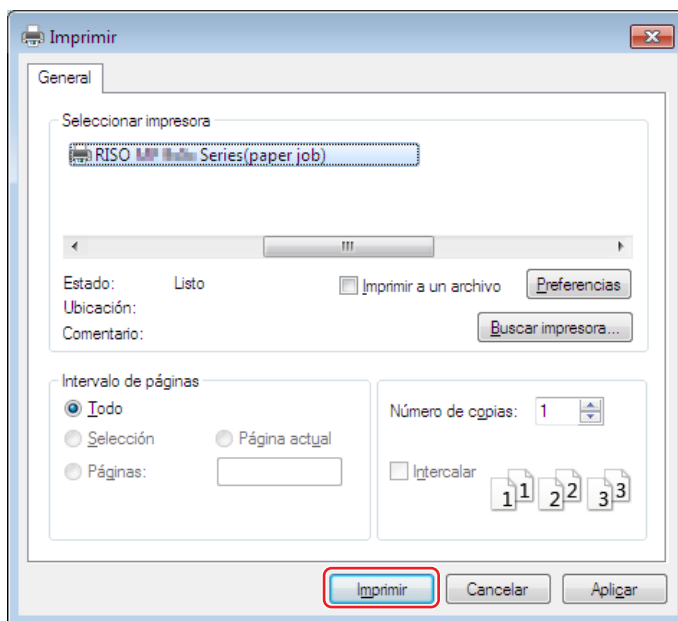 Imprimir
General
Seleccionar impresora
RISO Series(paper job)
Estado: Listo
Imprimir a un archivo
Preferencias
Ubicación:
Comentario:
Buscar impresora...
Intervalo de páginas
Todo
Selección
Página actual
Páginas:
Número de copias: 1
Intercalar
1 1 2 2 3 3
Imprimir
Cancelar
Aplicar